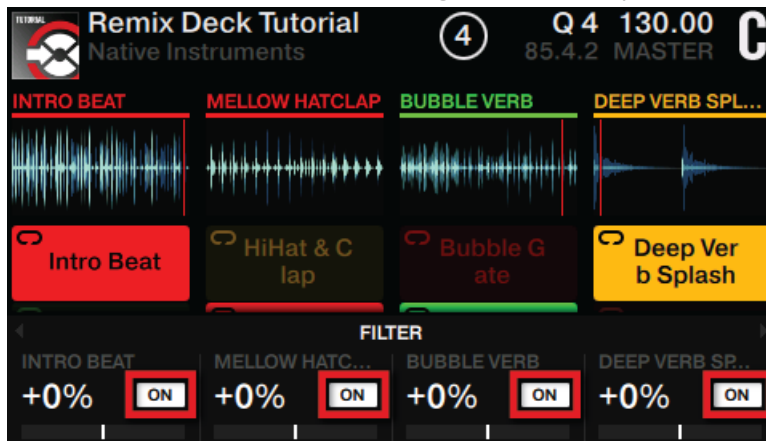 TUTORIAL
Remix Deck Tutorial
Native Instruments
4
Q 4 130.00
85.4.2 MASTER
C
INTRO BEAT MELLOW HATCLAP BUBBLE VERB DEEP VERB SPL...
Intro Beat
HiHat & C
lap
Bubble G
ate
Deep Ver
b Splash
FILTER
INTRO BEAT MELLOW HATC... BUBBLE VERB DEEP VERB SP...
+0% ON +0% ON +0% ON +0% ON